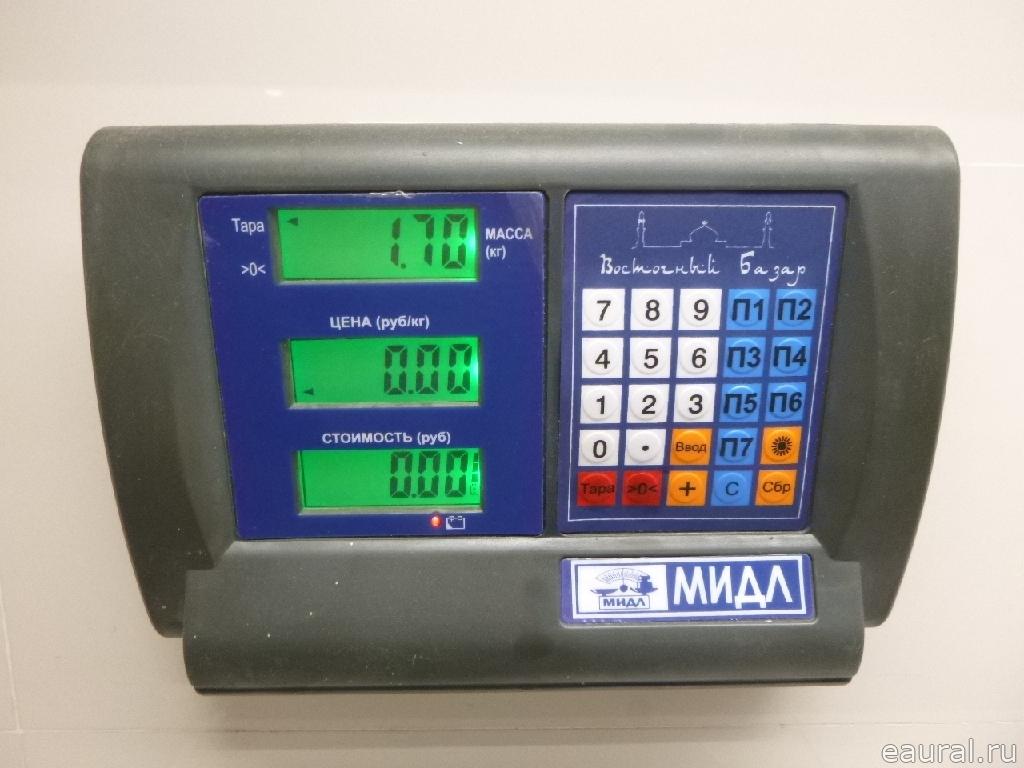 Тара
1.70
МАССА
(кг)
>0<
ЦЕНА (руб/кг)
0.00
СТОИМОСТЬ (руб)
0.00
Восточный Базар
7 8 9 П1 П2
4 5 6 П3 П4
1 2 3 П5 П6
0 . Ввод П7
Тара >0< + С Сбр
МИДЛ МИДЛ
eaural.ru